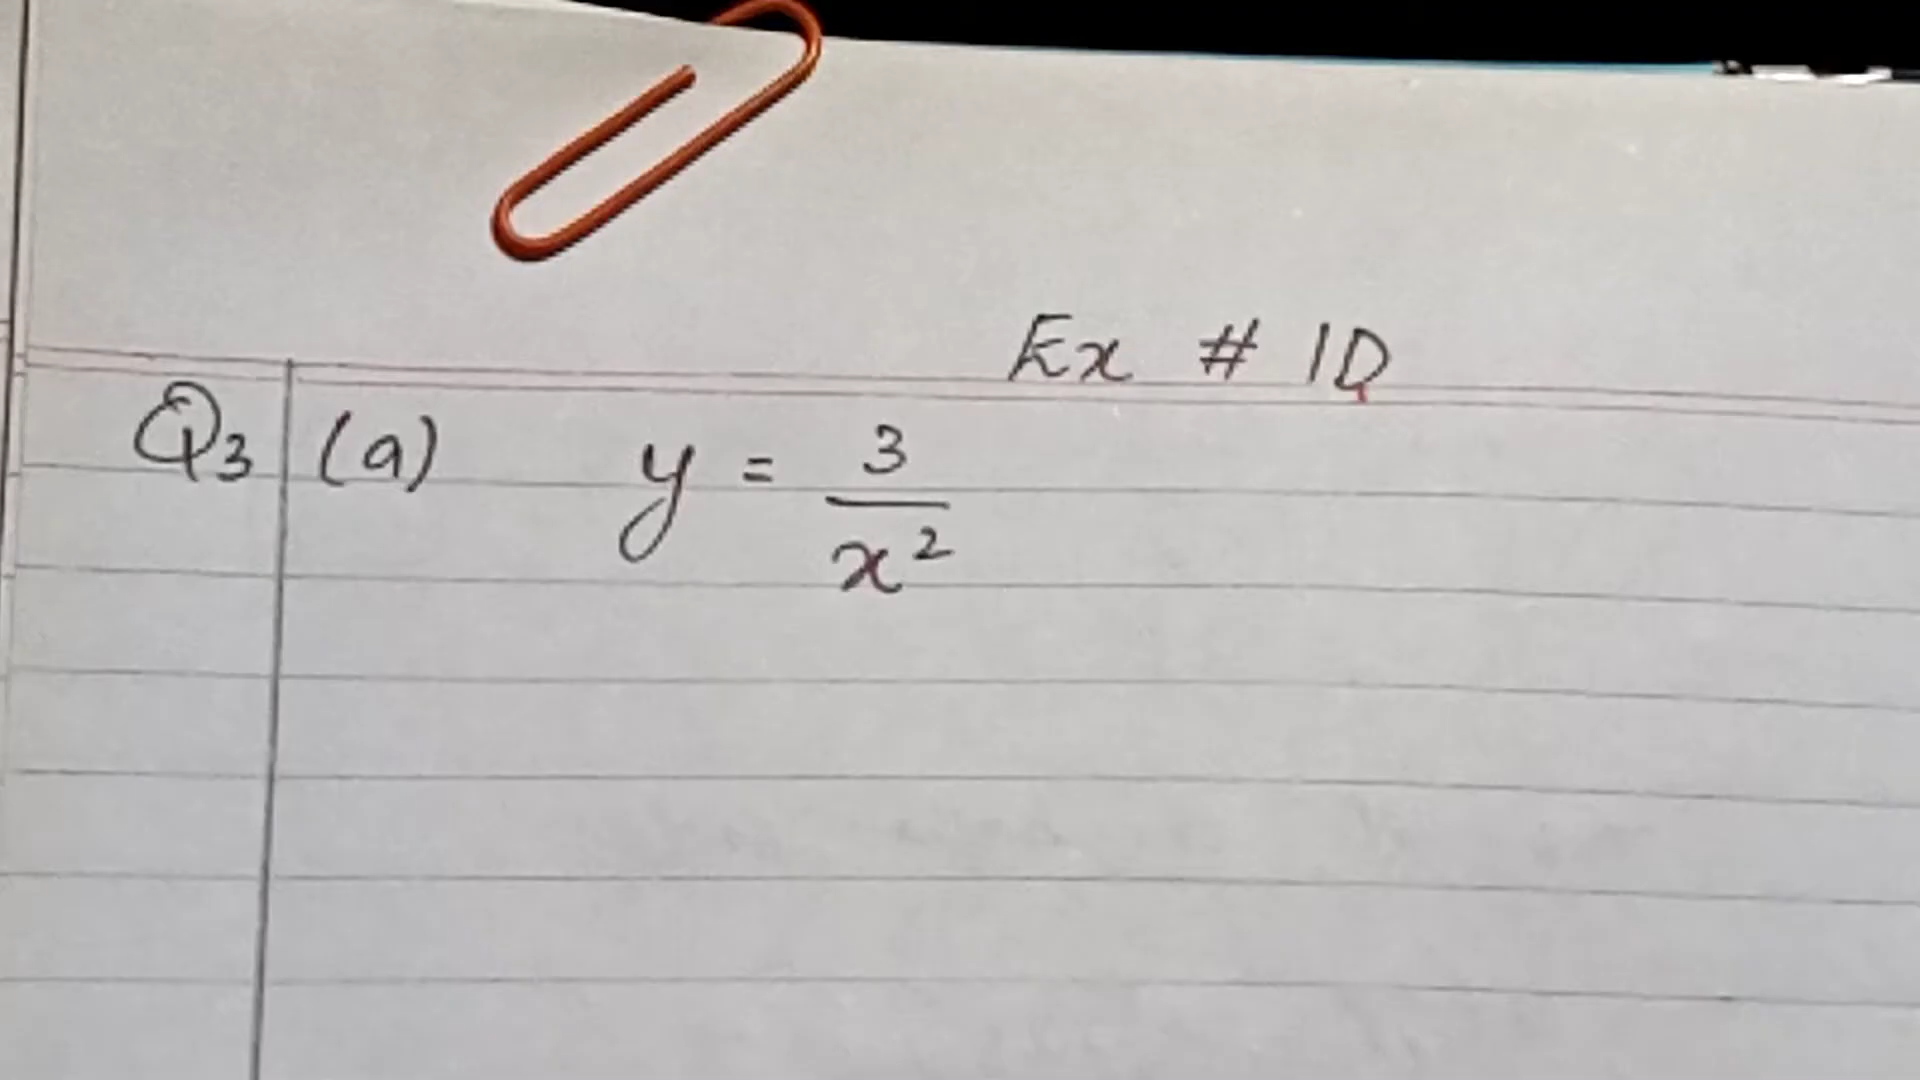 Ex # 1D
Q3 (a) y = 3/x²